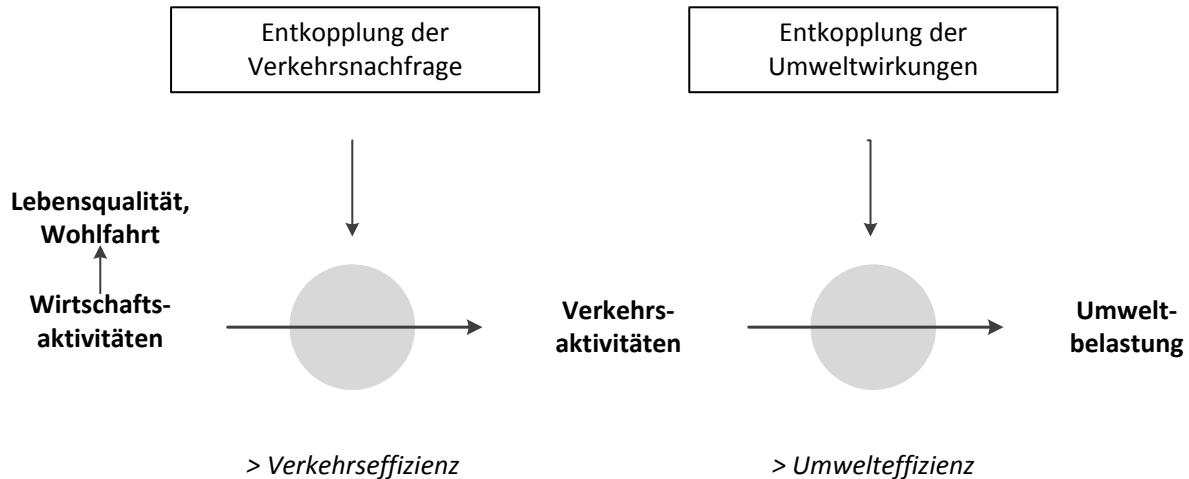 Entkopplung der
Verkehrsnachfrage
Entkopplung der
Umweltwirkungen
Lebensqualität,
Wohlfahrt
Wirtschafts-
aktivitäten
Verkehrs-
aktivitäten
Umwelt-
belastung
> Verkehrseffizienz
> Umwelteffizienz